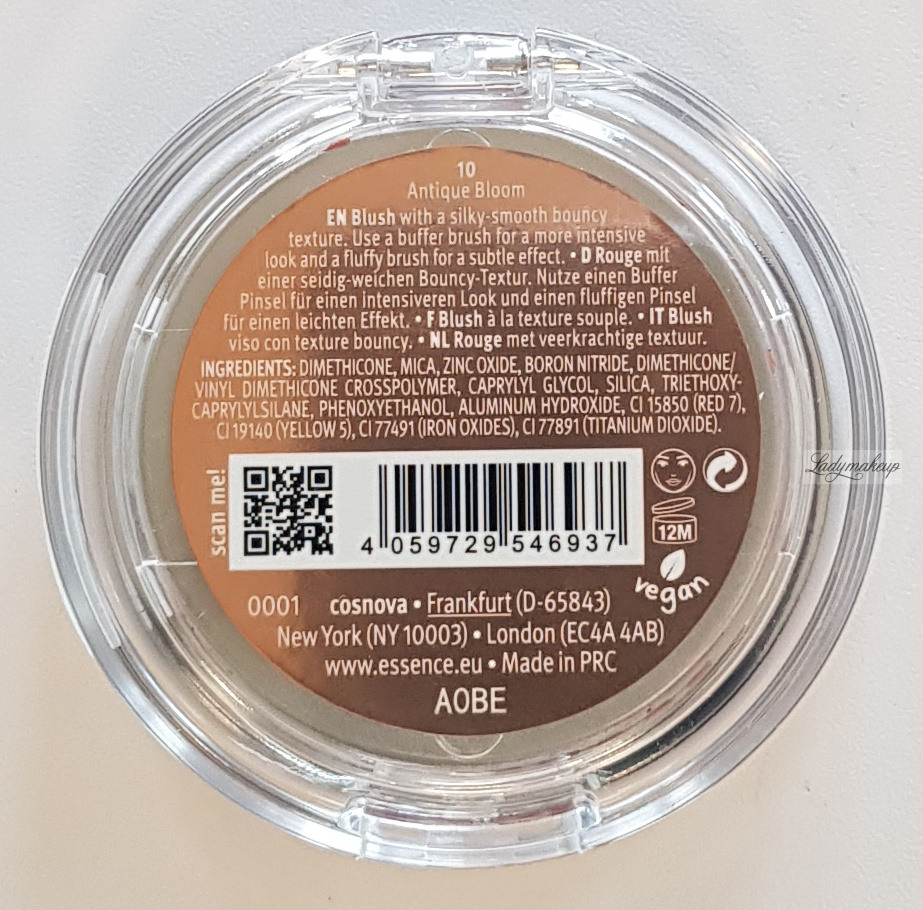 10
Antique Bloom
EN Blush with a silky-smooth bouncy
texture. Use a buffer brush for a more intensive
look and a fluffy brush for a subtle effect. • D Rouge mit
einer seidig-weichen Bouncy-Textur. Nutze einen Buffer
Pinsel für einen intensiveren Look und einen fluffigen Pinsel
für einen leichten Effekt. • F Blush à la texture souple. • IT Blush
viso con texture bouncy. • NL Rouge met veerkrachtige textuur.
INGREDIENTS: DIMETHICONE, MICA, ZINC OXIDE, BORON NITRIDE, DIMETHICONE/
VINYL DIMETHICONE CROSSPOLYMER, CAPRYLYL GLYCOL, SILICA, TRIETHOXY-
CAPRYLYLSILANE, PHENOXYETHANOL, ALUMINUM HYDROXIDE, CI 15850 (RED 7),
CI 19140 (YELLOW 5), CI 77491 (IRON OXIDES), CI 77891 (TITANIUM DIOXIDE).
scan me!
4 059729 546937
12M
vegan
0001 cosnova • Frankfurt (D-65843)
New York (NY 10003) • London (EC4A 4AB)
www.essence.eu • Made in PRC
A0BE
Ladymakeup